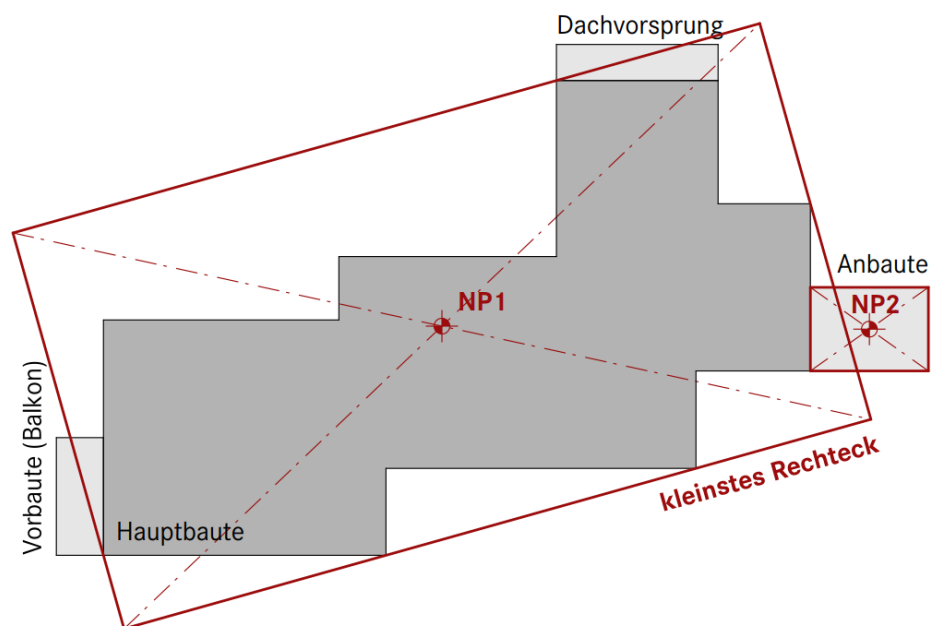 Dachvorsprung
NP1
Anbaute
NP2
Vorbaute (Balkon)
Hauptbaute
kleinstes Rechteck